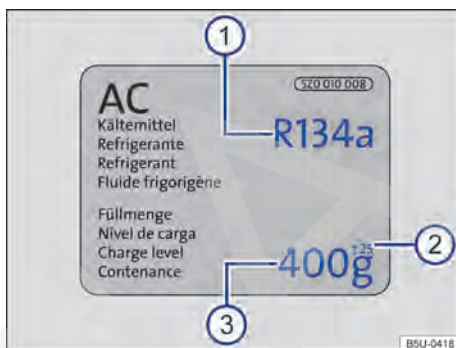 1
AC
5Z0 010 008
Kältemittel
Refrigerante
Refrigerant
Fluide frigorigène
R134a
Füllmenge
Nivel de carga
Charge level
Contenance
400g ±25
2
3
B5U-0418